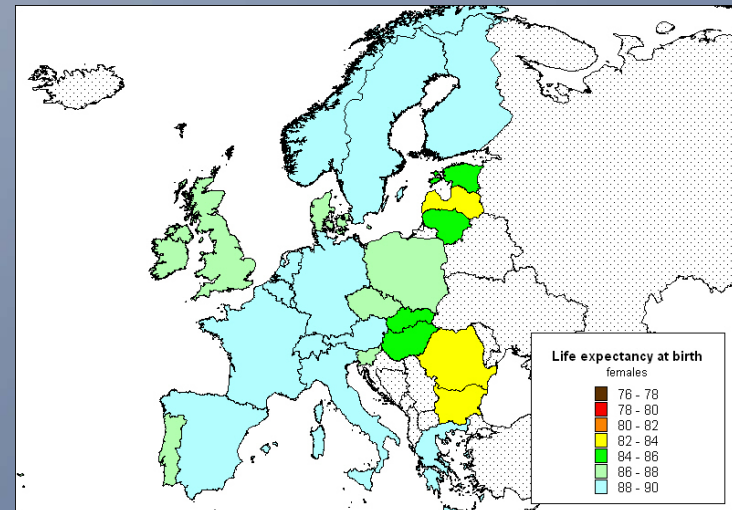 Life expectancy at birth
females
76 - 78
78 - 80
80 - 82
82 - 84
84 - 86
86 - 88
88 - 90